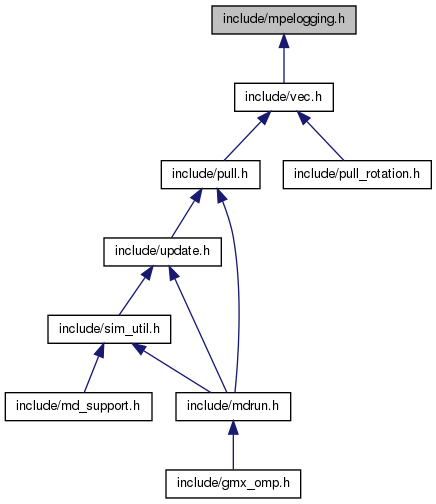 include/mpelogging.h
include/vec.h
include/pull.h
include/pull_rotation.h
include/update.h
include/sim_util.h
include/md_support.h
include/mdrun.h
include/gmx_omp.h